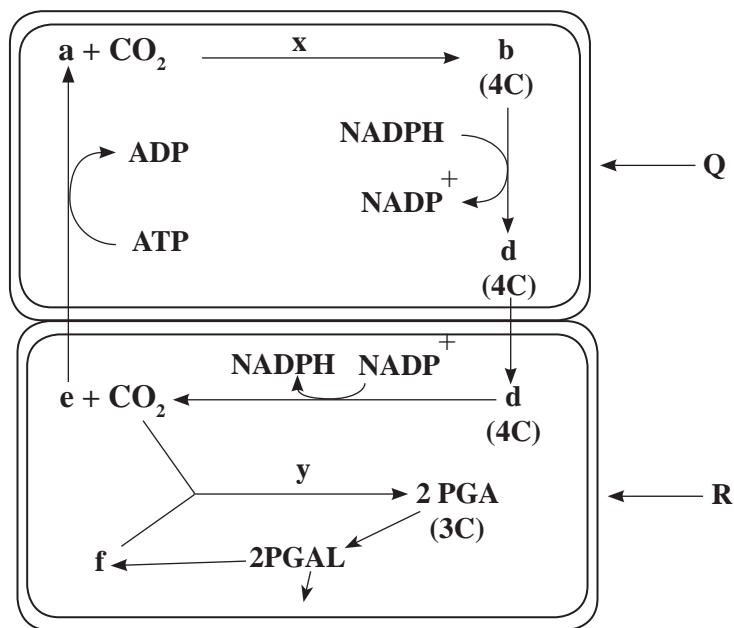 a + CO₂ x b
(4C)
NADPH
ADP
Q
NADP⁺
ATP
d
(4C)
NADPH NADP⁺
e + CO₂ d
(4C)
y
2 PGA R
(3C)
f 2PGAL